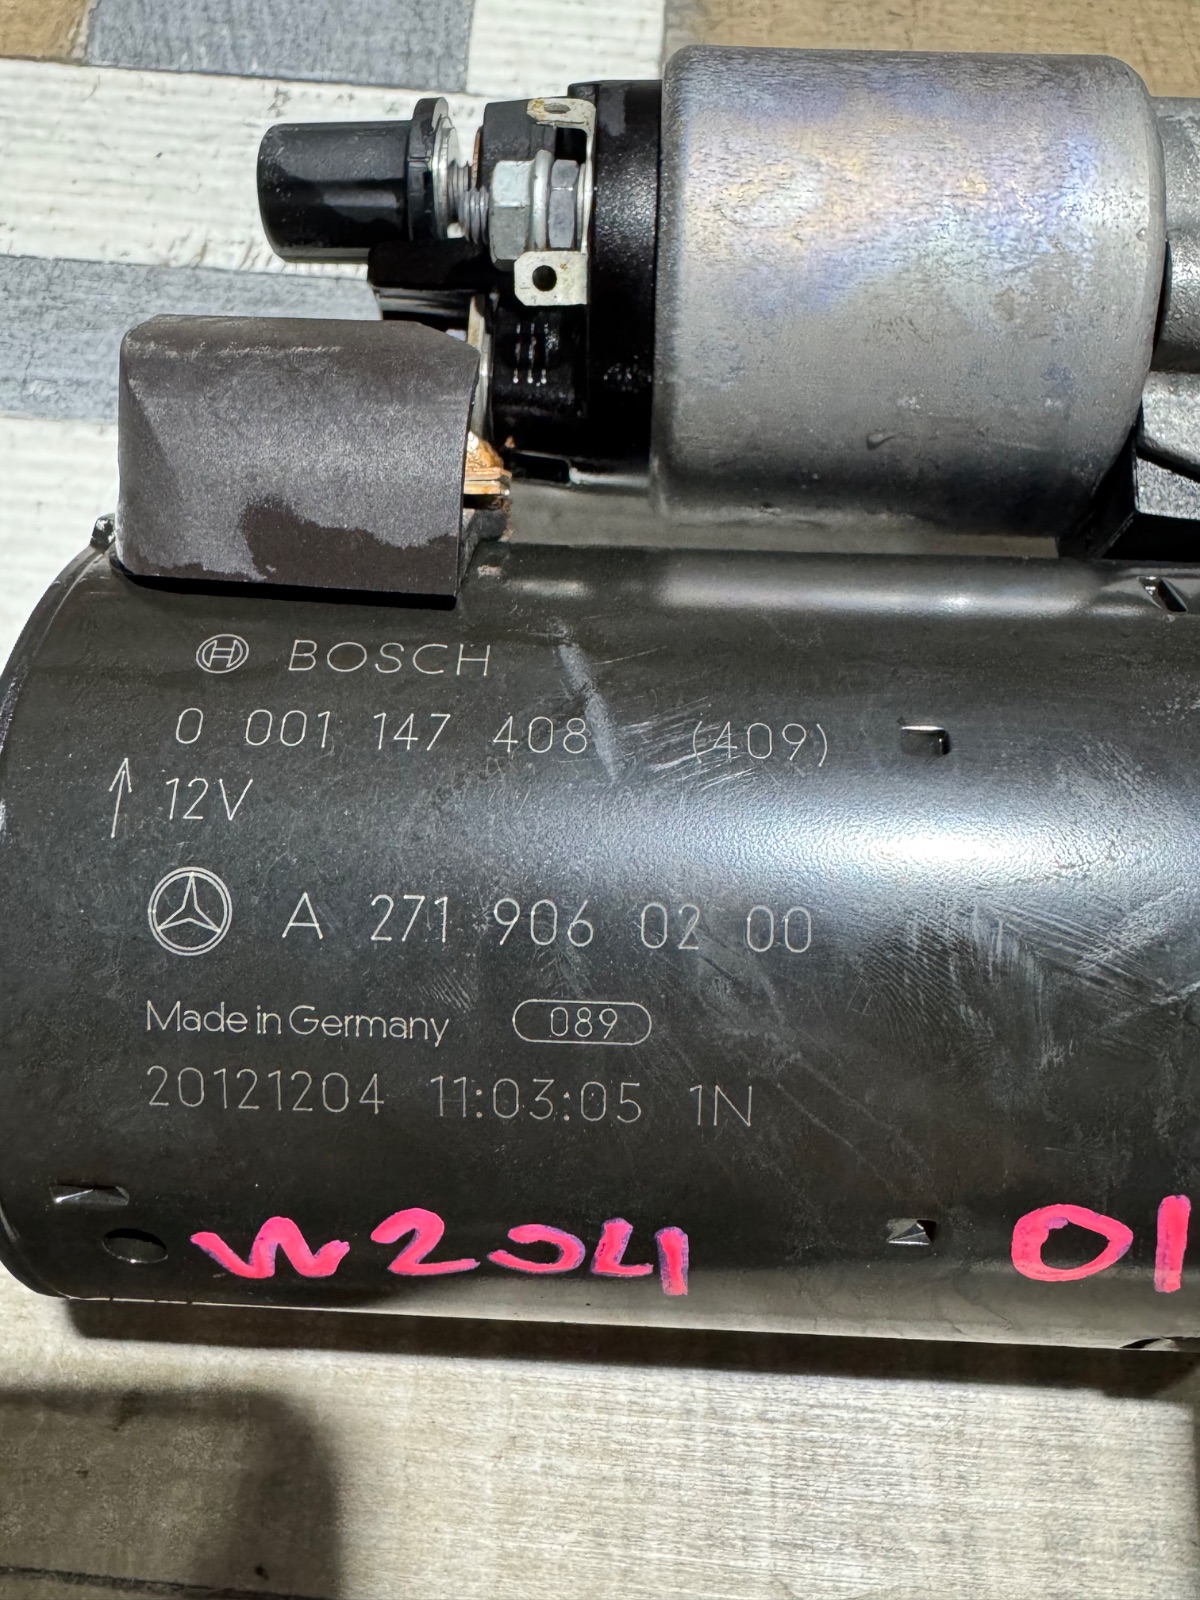 BOSCH
0 001 147 408 (409)
12V
A 271 906 02 00
Made in Germany 089
20121204 11:03:05 1N
W204 01